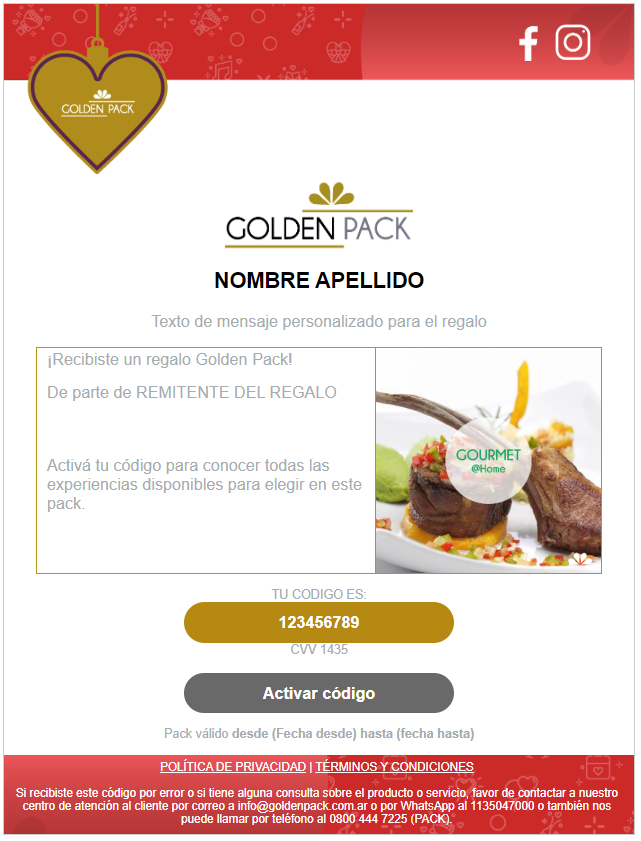 GOLDEN PACK
GOLDEN PACK
NOMBRE APELLIDO
Texto de mensaje personalizado para el regalo
¡Recibiste un regalo Golden Pack!
De parte de REMITENTE DEL REGALO
Activá tu código para conocer todas las
experiencias disponibles para elegir en este
pack.
GOURMET
@Home
TU CODIGO ES:
123456789
CVV 1435
Activar código
Pack válido desde (Fecha desde) hasta (fecha hasta)
POLÍTICA DE PRIVACIDAD | TÉRMINOS Y CONDICIONES
Si recibiste este código por error o si tiene alguna consulta sobre el producto o servicio, favor de contactar a nuestro
centro de atención al cliente por correo a info@goldenpack.com.ar o por WhatsApp al 1135047000 o también nos
puede llamar por teléfono al 0800 444 7225 (PACK).